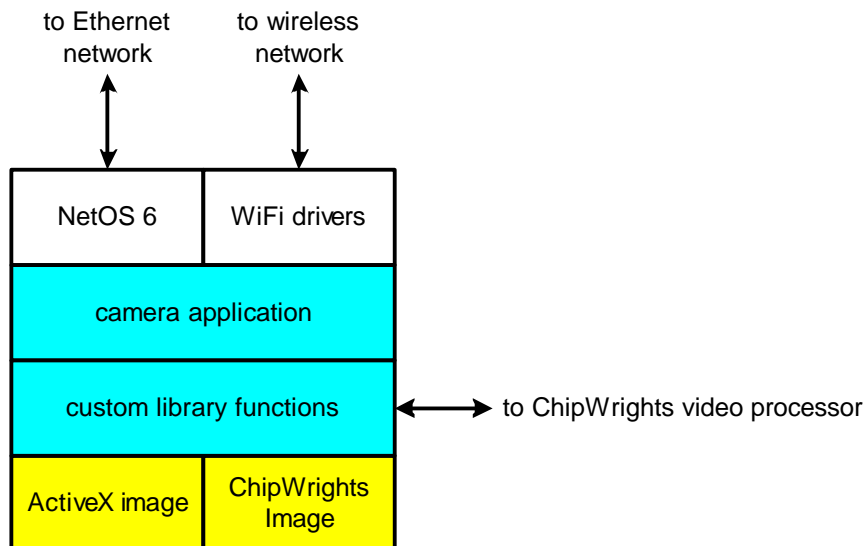 to Ethernet
network
to wireless
network
NetOS 6
WiFi drivers
camera application
custom library functions
to ChipWrights video processor
ActiveX image
ChipWrights
Image